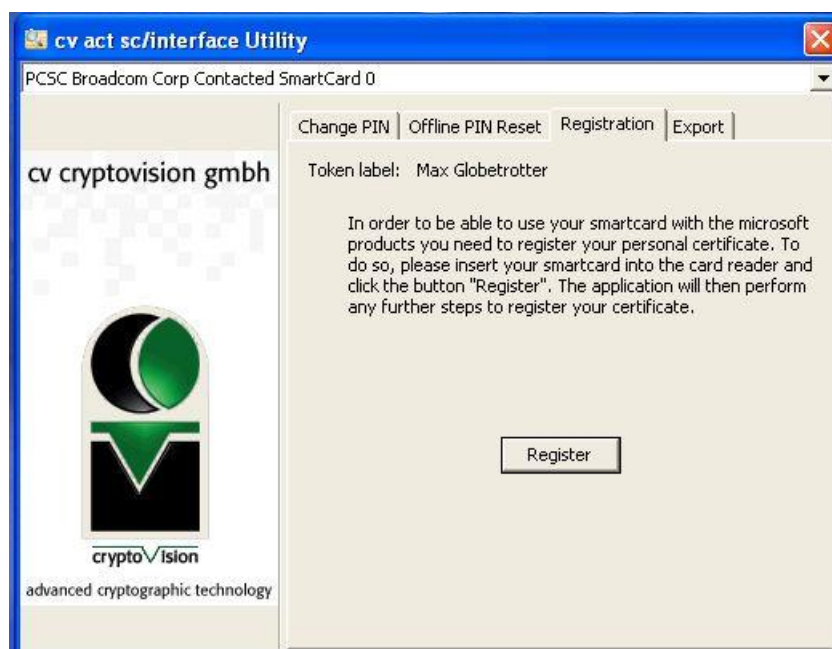 cv act sc/interface Utility
PCSC Broadcom Corp Contacted SmartCard 0
Change PIN
Offline PIN Reset
Registration
Export
cv cryptovision gmbh
Token label: Max Globetrotter
In order to be able to use your smartcard with the microsoft
products you need to register your personal certificate. To
do so, please insert your smartcard into the card reader and
click the button "Register". The application will then perform
any further steps to register your certificate.
Register
cryptoVision
advanced cryptographic technology